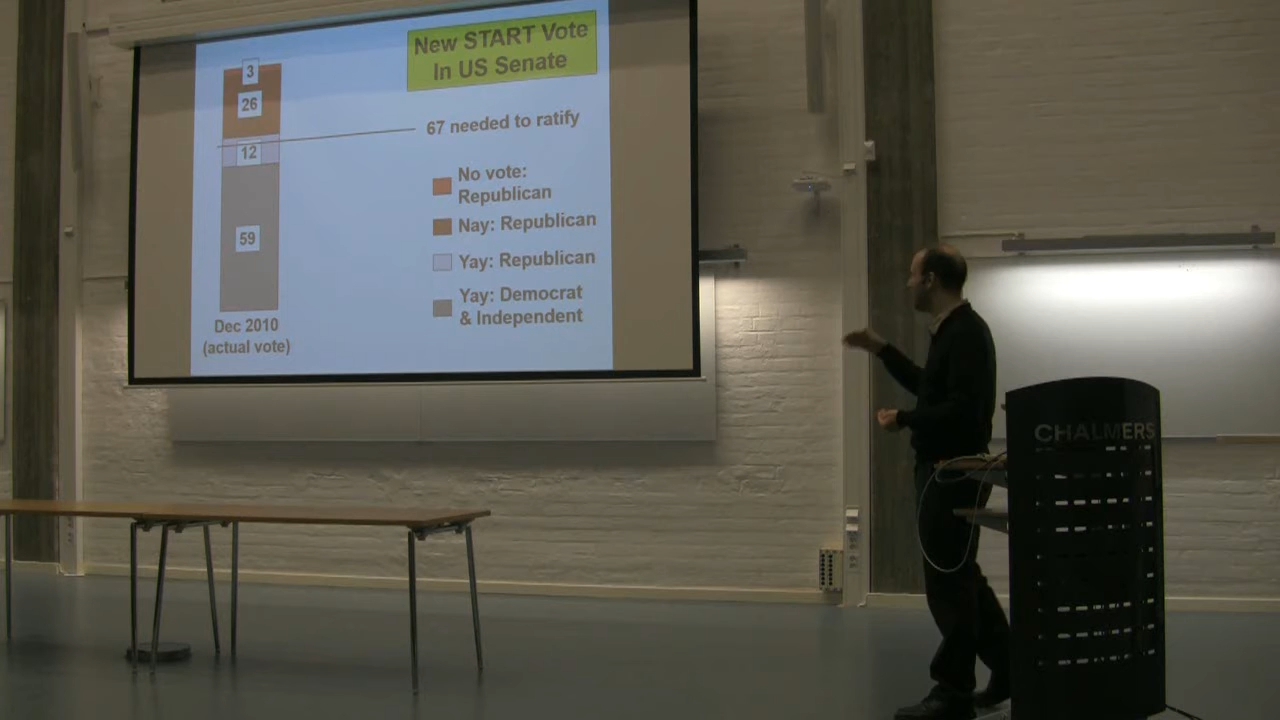 New START Vote
In US Senate
3
26
67 needed to ratify
12
No vote:
Republican
Nay: Republican
59
Yay: Republican
Yay: Democrat
& Independent
Dec 2010
(actual vote)
CHALMERS